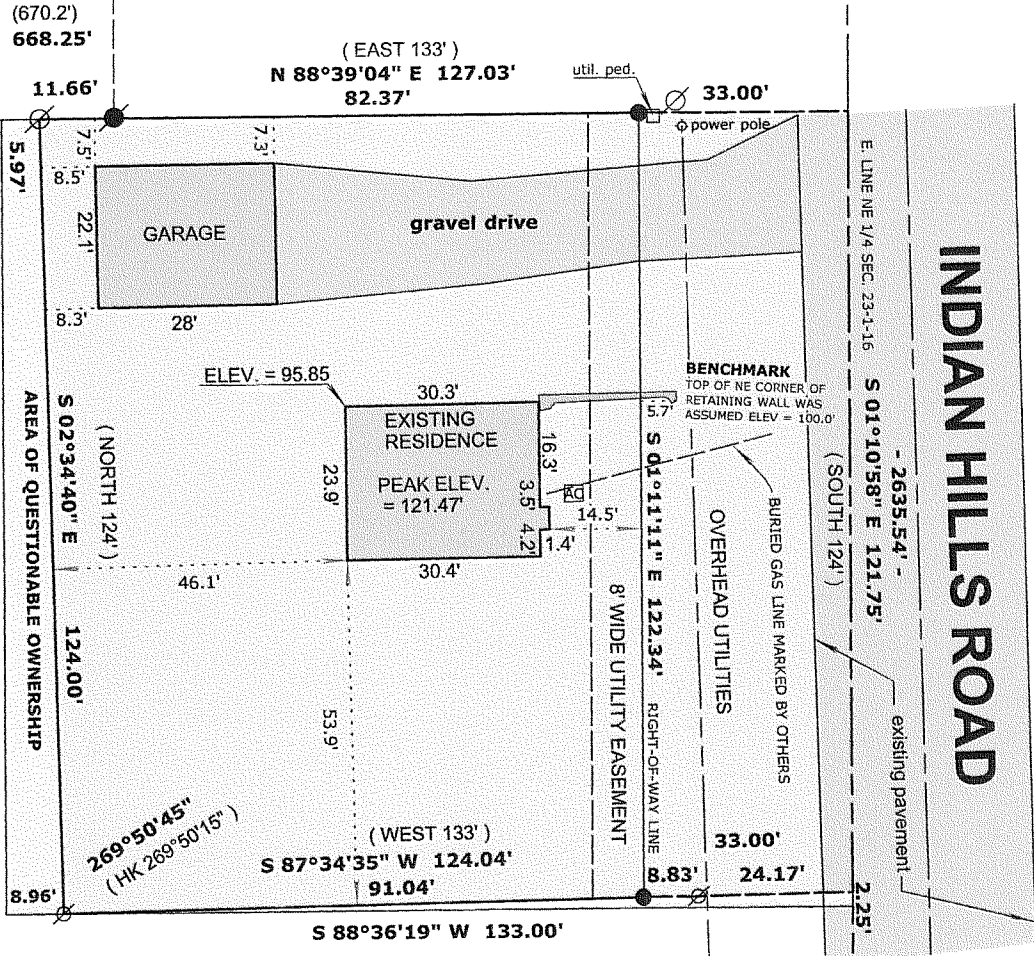 (670.2')
668.25'
( EAST 133' )
N 88°39'04" E 127.03'
11.66'
82.37'
util. ped.
33.00'
power pole
5.97'
7.5'
7.3'
8.5'
GARAGE
22.1'
gravel drive
8.3'
28'
E. LINE NE 1/4 SEC. 23-1-16
S 01°10'58" E 121.75'
- 2635.54' -
( SOUTH 124' )
INDIAN HILLS ROAD
ELEV. = 95.85
30.3'
EXISTING
RESIDENCE
PEAK ELEV.
= 121.47'
23.9'
16.3'
3.5'
4.2'
30.4'
1.4'
AC
14.5'
5.7'
BENCHMARK
TOP OF NE CORNER OF
RETAINING WALL WAS
ASSUMED ELEV = 100.0'
S 01°11'11" E 122.34'
RIGHT-OF-WAY LINE
OVERHEAD UTILITIES
BURIED GAS LINE MARKED BY OTHERS
8' WIDE UTILITY EASEMENT
existing pavement
( NORTH 124' )
S 02°34'40" E 124.00'
AREA OF QUESTIONABLE OWNERSHIP
46.1'
53.9'
269°50'45"
( HK 269°50'15" )
( WEST 133' )
S 87°34'35" W 124.04'
91.04'
33.00'
8.83'
24.17'
2.25'
8.96'
S 88°36'19" W 133.00'